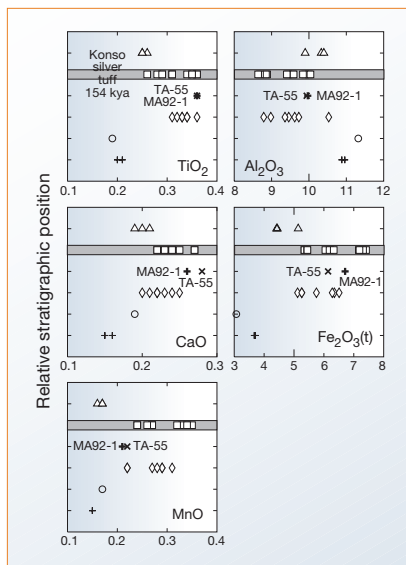 Relative stratigraphic position
Konso
silver
tuff
154 kya
TA-55
MA92-1
TiO2
0.1 0.2 0.3 0.4
TA-55 MA92-1
Al2O3
8 9 10 11 12
MA92-1
TA-55
CaO
0.1 0.2 0.3
TA-55
MA92-1
Fe2O3(t)
3 4 5 6 7 8
MA92-1 TA-55
MnO
0.1 0.2 0.3 0.4